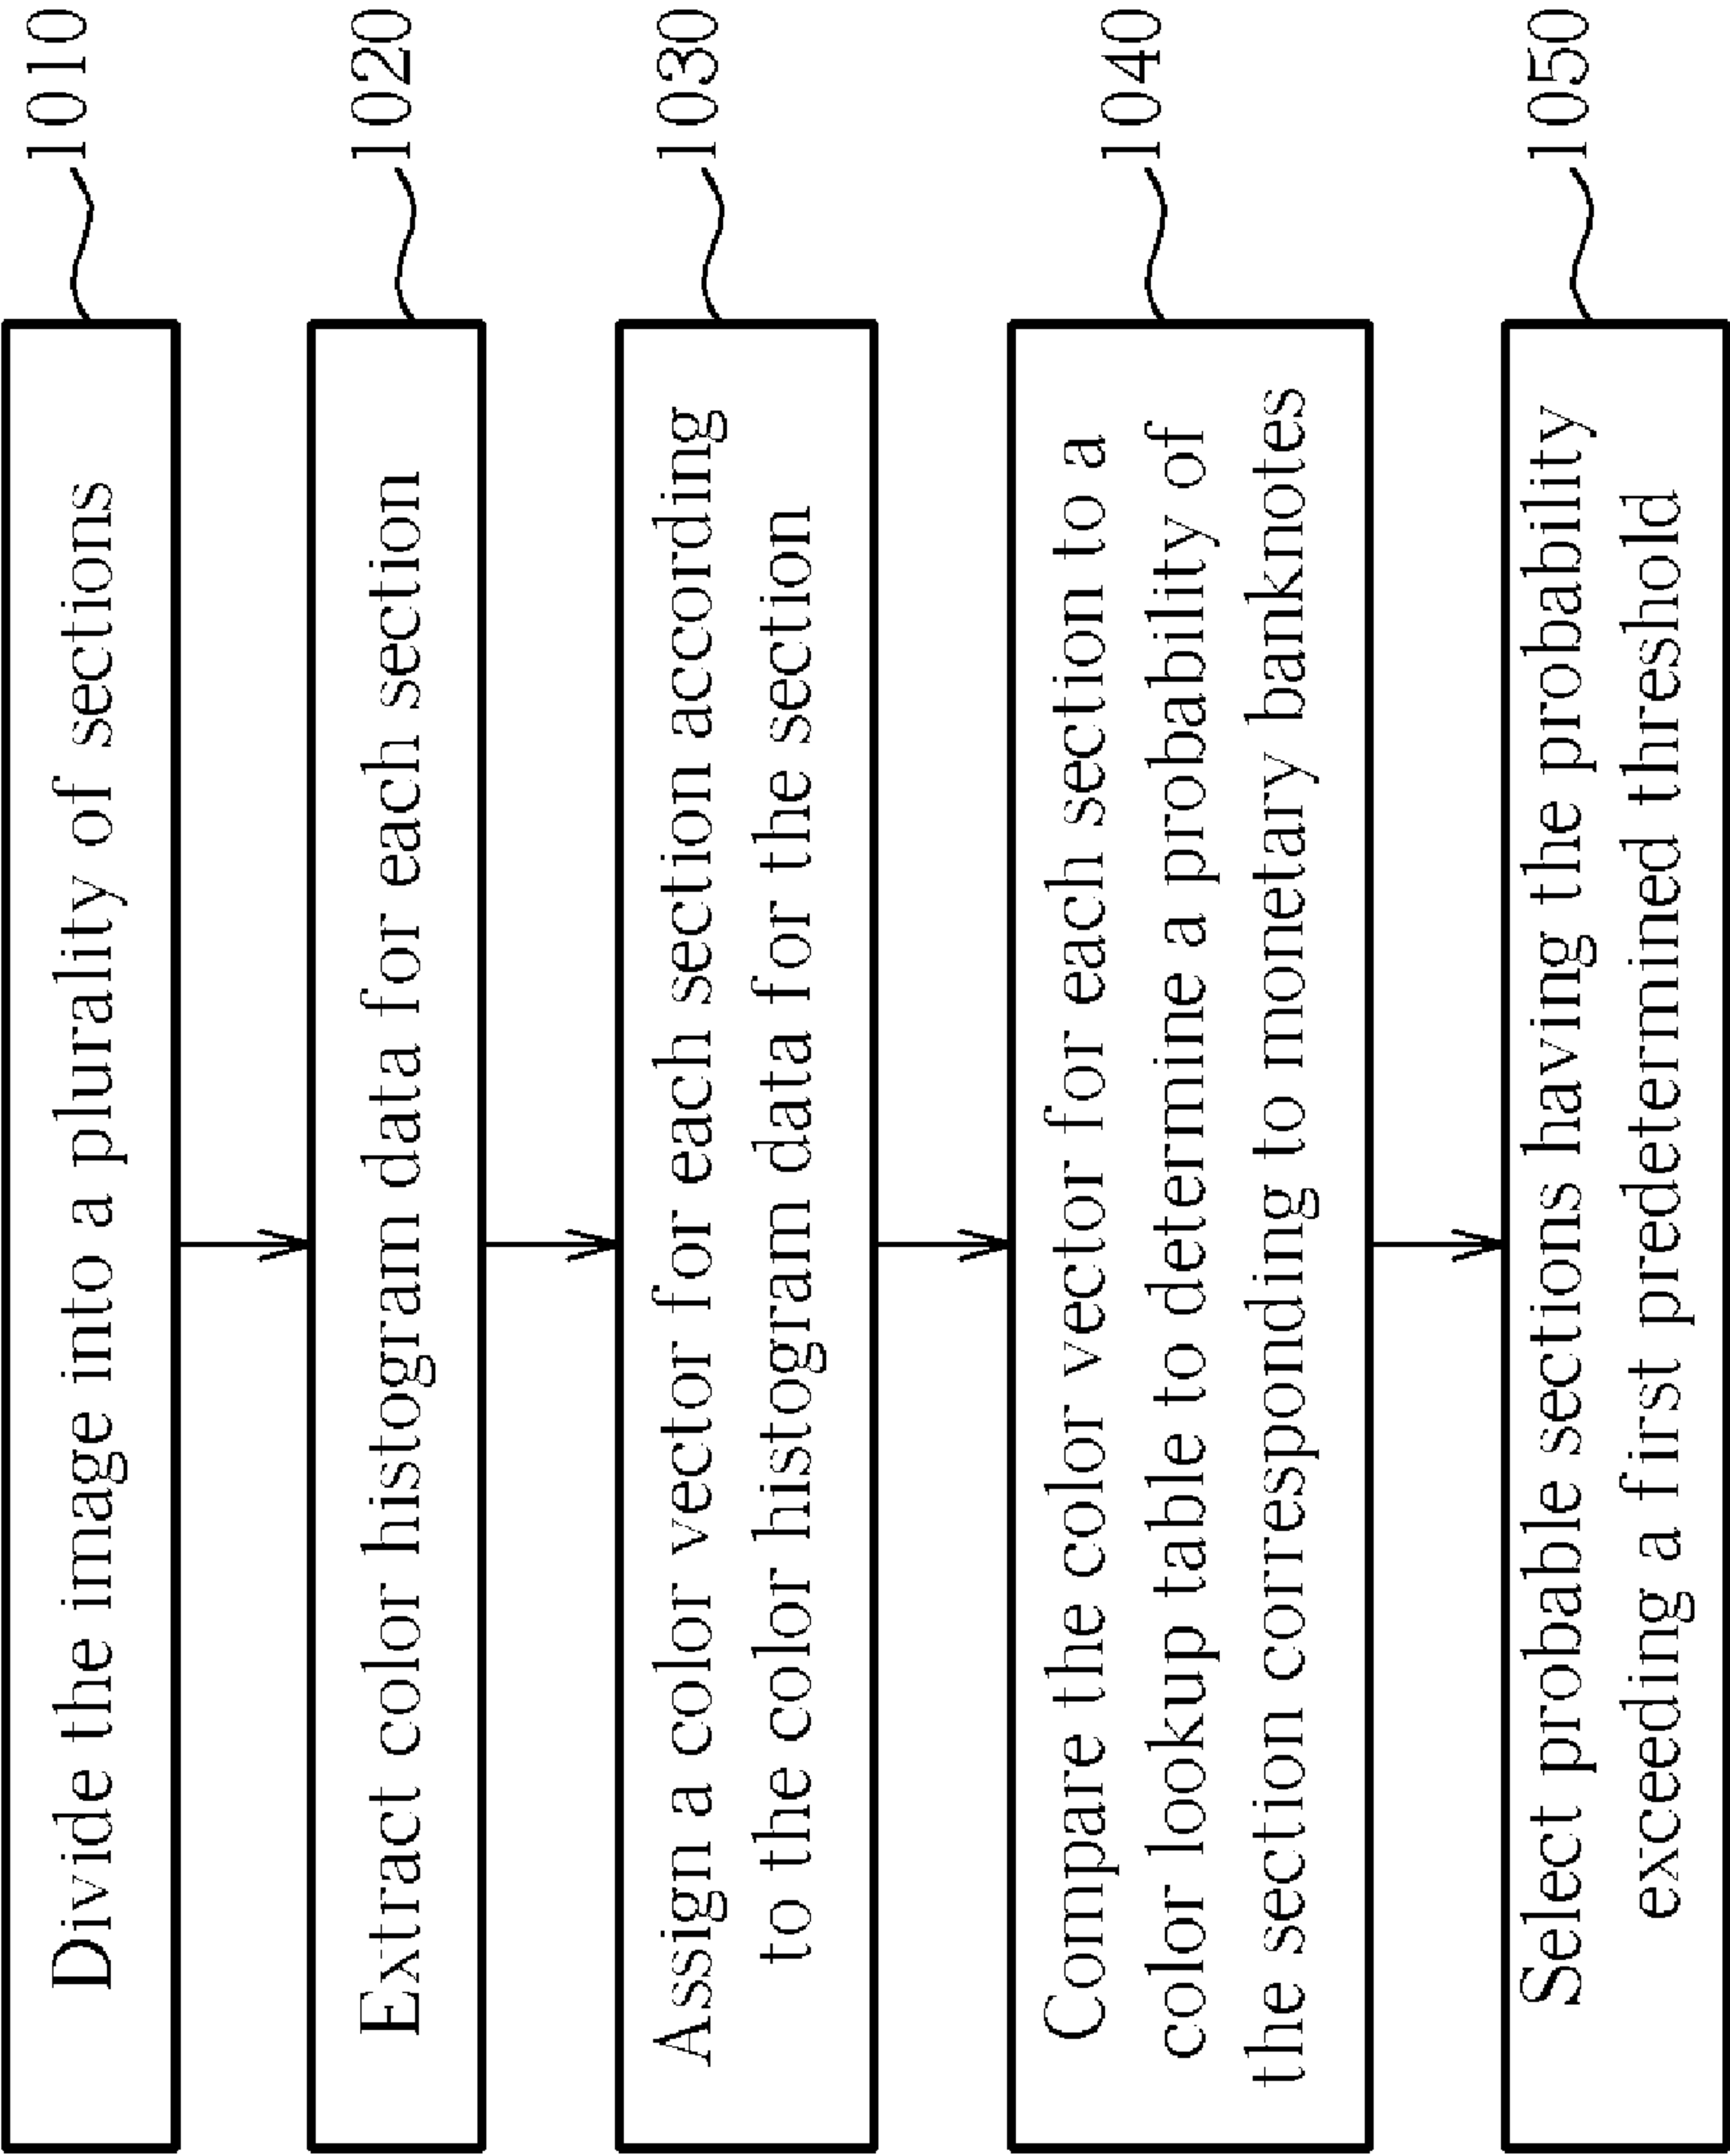 Divide the image into a plurality of sections
1010
Extract color histogram data for each section
1020
Assign a color vector for each section according
to the color histogram data for the section
1030
Compare the color vector for each section to a
color lookup table to determine a probability of
the section corresponding to monetary banknotes
1040
Select probable sections having the probability
exceeding a first predetermined threshold
1050